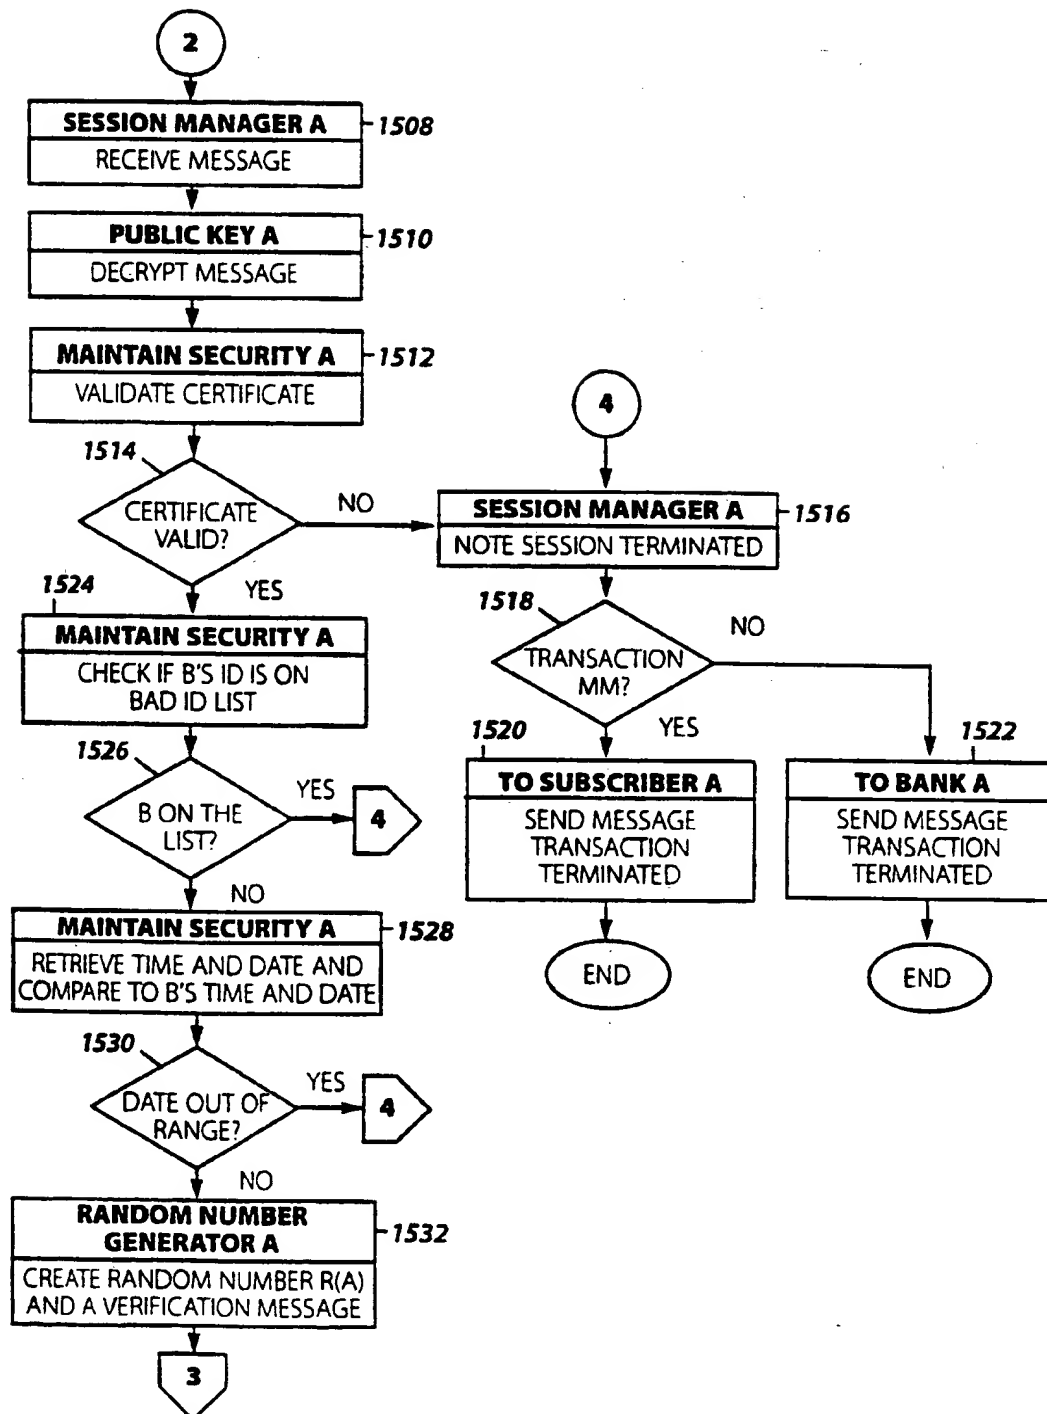 2
SESSION MANAGER A
1508
RECEIVE MESSAGE
PUBLIC KEY A
1510
DECRYPT MESSAGE
MAINTAIN SECURITY A
1512
VALIDATE CERTIFICATE
1514
CERTIFICATE
VALID?
NO
YES
4
SESSION MANAGER A
1516
NOTE SESSION TERMINATED
1518
TRANSACTION
MM?
NO
YES
1520
TO SUBSCRIBER A
SEND MESSAGE
TRANSACTION
TERMINATED
END
1522
TO BANK A
SEND MESSAGE
TRANSACTION
TERMINATED
END
1524
MAINTAIN SECURITY A
CHECK IF B'S ID IS ON
BAD ID LIST
1526
B ON THE
LIST?
YES
4
NO
MAINTAIN SECURITY A
1528
RETRIEVE TIME AND DATE AND
COMPARE TO B'S TIME AND DATE
1530
DATE OUT OF
RANGE?
YES
4
NO
RANDOM NUMBER
GENERATOR A
1532
CREATE RANDOM NUMBER R(A)
AND A VERIFICATION MESSAGE
3